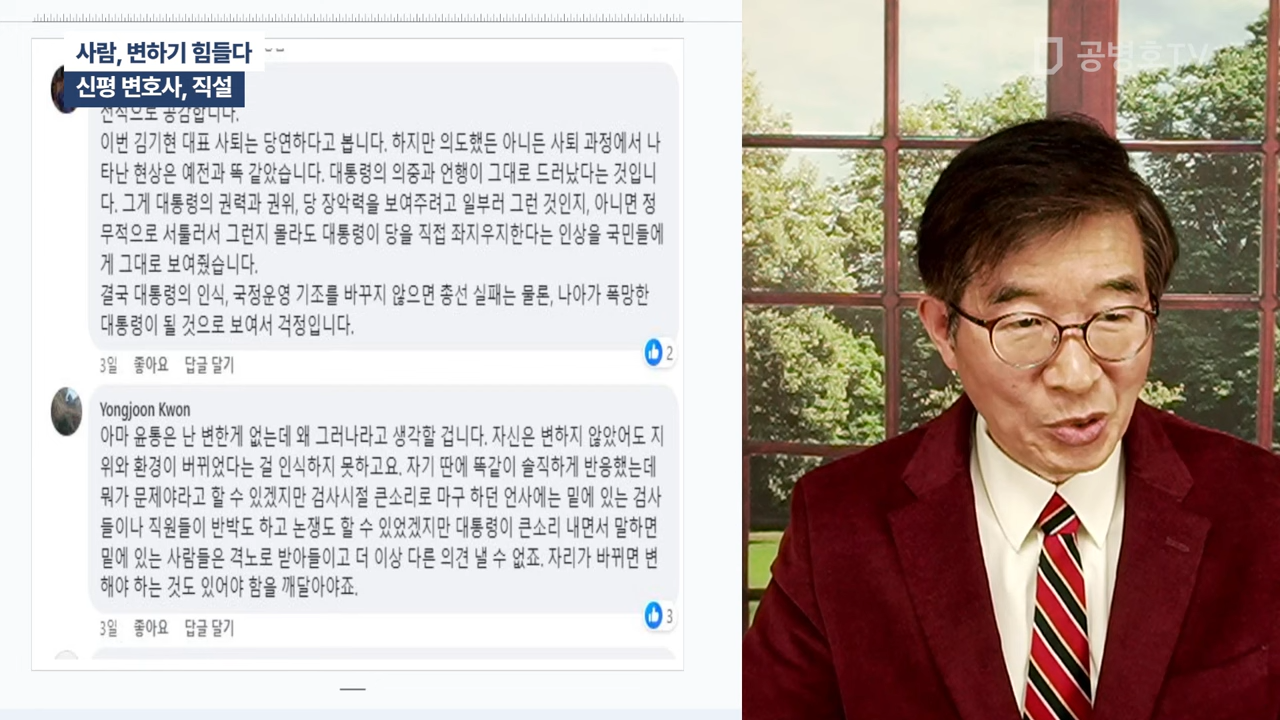 사람, 변하기 힘들다
신평 변호사, 직설
공병호TV
전적으로 공감합니다.
이번 김기현 대표 사퇴는 당연하다고 봅니다. 하지만 의도했든 아니든 사퇴 과정에서 나
타난 현상은 예전과 똑 같았습니다. 대통령의 의중과 언행이 그대로 드러났다는 것입니
다. 그게 대통령의 권력과 권위, 당 장악력을 보여주려고 일부러 그런 것인지, 아니면 정
무적으로 서툴러서 그런지 몰라도 대통령이 당을 직접 좌지우지한다는 인상을 국민들에
게 그대로 보여줬습니다.
결국 대통령의 인식, 국정운영 기조를 바꾸지 않으면 총선 실패는 물론, 나아가 폭망한
대통령이 될 것으로 보여서 걱정입니다.
3일 좋아요 답글 달기
2
Yongjoon Kwon
아마 윤통은 난 변한게 없는데 왜 그러나라고 생각할 겁니다. 자신은 변하지 않았어도 지
위와 환경이 버뀌었다는 걸 인식하지 못하고요. 자기 딴에 똑같이 솔직하게 반응했는데
뭐가 문제야라고 할 수 있겠지만 검사시절 큰소리로 마구 하던 언사에는 밑에 있는 검사
들이나 직원들이 반박도 하고 논쟁도 할 수 있었겠지만 대통령이 큰소리 내면서 말하면
밑에 있는 사람들은 격노로 받아들이고 더 이상 다른 의견 낼 수 없죠. 자리가 바뀌면 변
해야 하는 것도 있어야 함을 깨달아야죠.
3일 좋아요 답글 달기
3